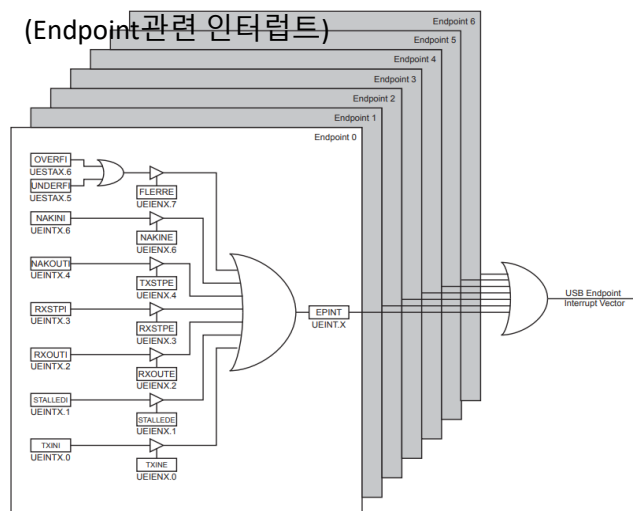 (Endpoint관련 인터럽트)
Endpoint 6
Endpoint 5
Endpoint 4
Endpoint 3
Endpoint 2
Endpoint 1
Endpoint 0
OVERFI
UESTAX.6
UNDERFI
UESTAX.5
FLERRE
UEIENX.7
NAKINI
UEINTX.6
NAKINE
UEIENX.6
NAKOUTI
UEINTX.4
TXSTPE
UEIENX.4
RXSTPI
UEINTX.3
RXSTPE
UEIENX.3
RXOUTI
UEINTX.2
RXOUTE
UEIENX.2
STALLEDI
UEINTX.1
STALLEDE
UEIENX.1
TXINI
UEINTX.0
TXINE
UEIENX.0
EPINT
UEINT.X
USB Endpoint
Interrupt Vector